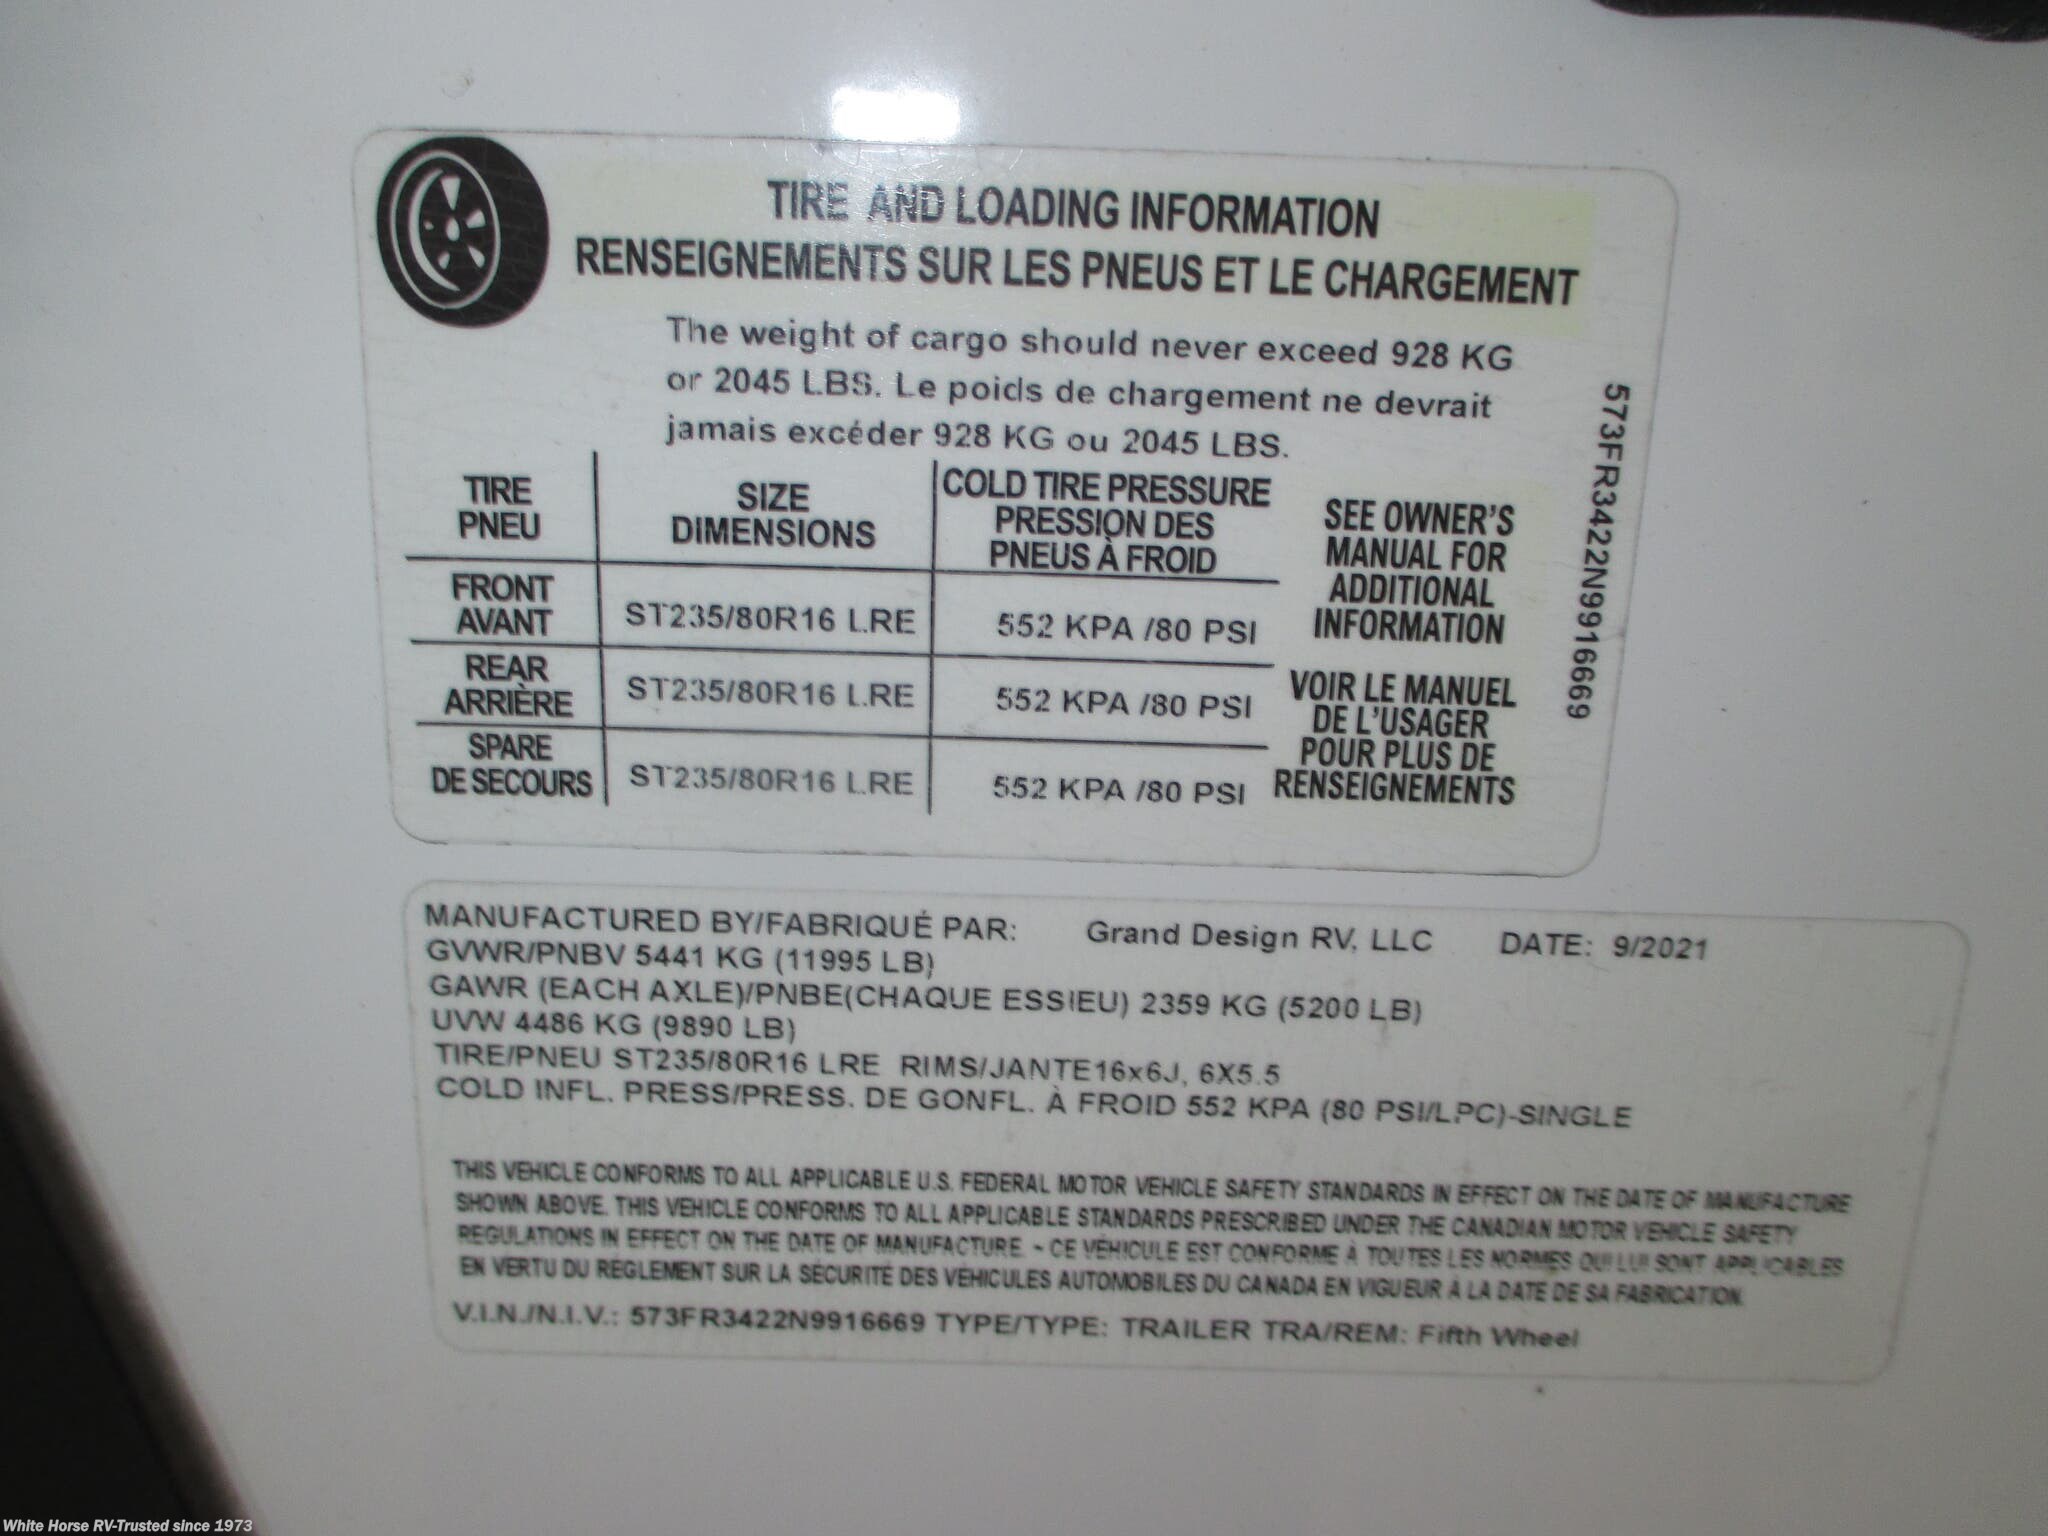 TIRE AND LOADING INFORMATION
RENSEIGNEMENTS SUR LES PNEUS ET LE CHARGEMENT
The weight of cargo should never exceed 928 KG
or 2045 LBS. Le poids de chargement ne devrait
jamais excéder 928 KG ou 2045 LBS.
TIRE
PNEU
SIZE
DIMENSIONS
COLD TIRE PRESSURE
PRESSION DES
PNEUS À FROID
FRONT
AVANT
ST235/80R16 LRE
552 KPA /80 PSI
REAR
ARRIÈRE
ST235/80R16 LRE
552 KPA /80 PSI
SPARE
DE SECOURS
ST235/80R16 LRE
552 KPA /80 PSI
SEE OWNER'S
MANUAL FOR
ADDITIONAL
INFORMATION
VOIR LE MANUEL
DE L'USAGER
POUR PLUS DE
RENSEIGNEMENTS
573FR3422N9916669
MANUFACTURED BY/FABRIQUÉ PAR: Grand Design RV, LLC DATE: 9/2021
GVWR/PNBV 5441 KG (11995 LB)
GAWR (EACH AXLE)/PNBE(CHAQUE ESSIEU) 2359 KG (5200 LB)
UVW 4486 KG (9890 LB)
TIRE/PNEU ST235/80R16 LRE RIMS/JANTE16x6J, 6X5.5
COLD INFL. PRESS/PRESS. DE GONFL. À FROID 552 KPA (80 PSI/LPC)-SINGLE
THIS VEHICLE CONFORMS TO ALL APPLICABLE U.S. FEDERAL MOTOR VEHICLE SAFETY STANDARDS IN EFFECT ON THE DATE OF MANUFACTURE
SHOWN ABOVE. THIS VEHICLE CONFORMS TO ALL APPLICABLE STANDARDS PRESCRIBED UNDER THE CANADIAN MOTOR VEHICLE SAFETY
REGULATIONS IN EFFECT ON THE DATE OF MANUFACTURE. - CE VÉHICULE EST CONFORME À TOUTES LES NORMES QUI LUI SONT APPLICABLES
EN VERTU DU RÈGLEMENT SUR LA SÉCURITÉ DES VÉHICULES AUTOMOBILES DU CANADA EN VIGUEUR À LA DATE DE SA FABRICATION.
V.I.N./N.I.V.: 573FR3422N9916669 TYPE/TYPE: TRAILER TRA/REM: Fifth Wheel
White Horse RV-Trusted since 1973